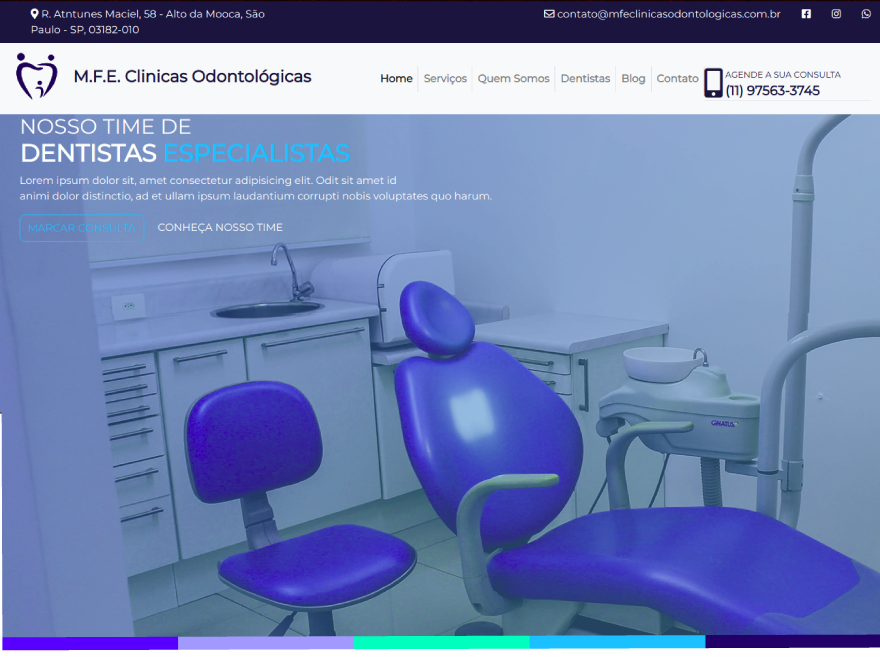 R. Atntunes Maciel, 58 - Alto da Mooca, São
Paulo - SP, 03182-010
contato@mfeclinicasodontologicas.com.br
M.F.E. Clinicas Odontológicas
Home
Serviços
Quem Somos
Dentistas
Blog
Contato
AGENDE A SUA CONSULTA
(11) 97563-3745
NOSSO TIME DE
DENTISTAS ESPECIALISTAS
Lorem ipsum dolor sit, amet consectetur adipisicing elit. Odit sit amet id
animi dolor distinctio, ad et ullam ipsum laudantium corrupti nobis voluptates quo harum.
MARCAR CONSULTA
CONHEÇA NOSSO TIME
GNATUS